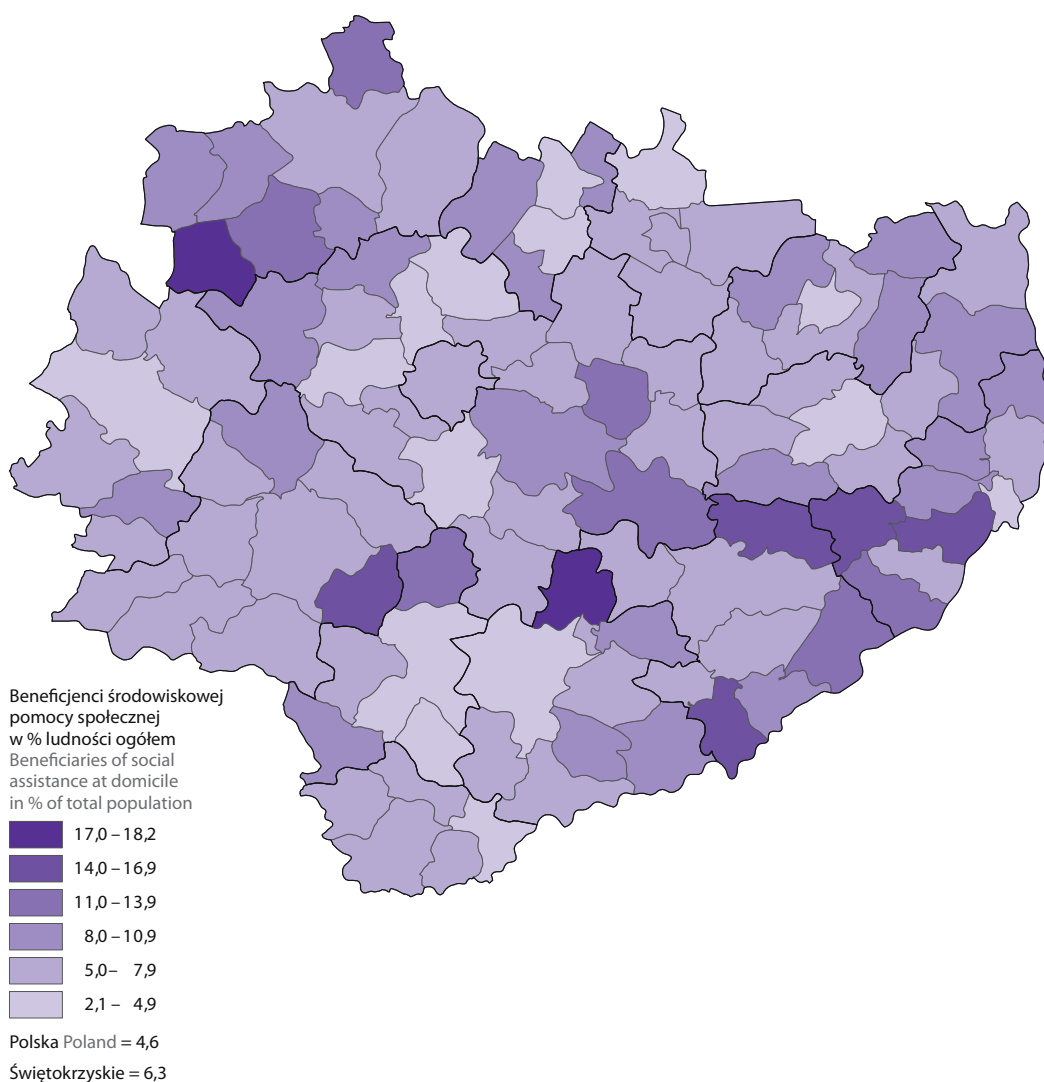 Beneficjenci środowiskowej
pomocy społecznej
w % ludności ogółem
Beneficiaries of social
assistance at domicile
in % of total population
17,0 – 18,2
14,0 – 16,9
11,0 – 13,9
8,0 – 10,9
5,0 – 7,9
2,1 – 4,9
Polska Poland = 4,6
Świętokrzyskie = 6,3